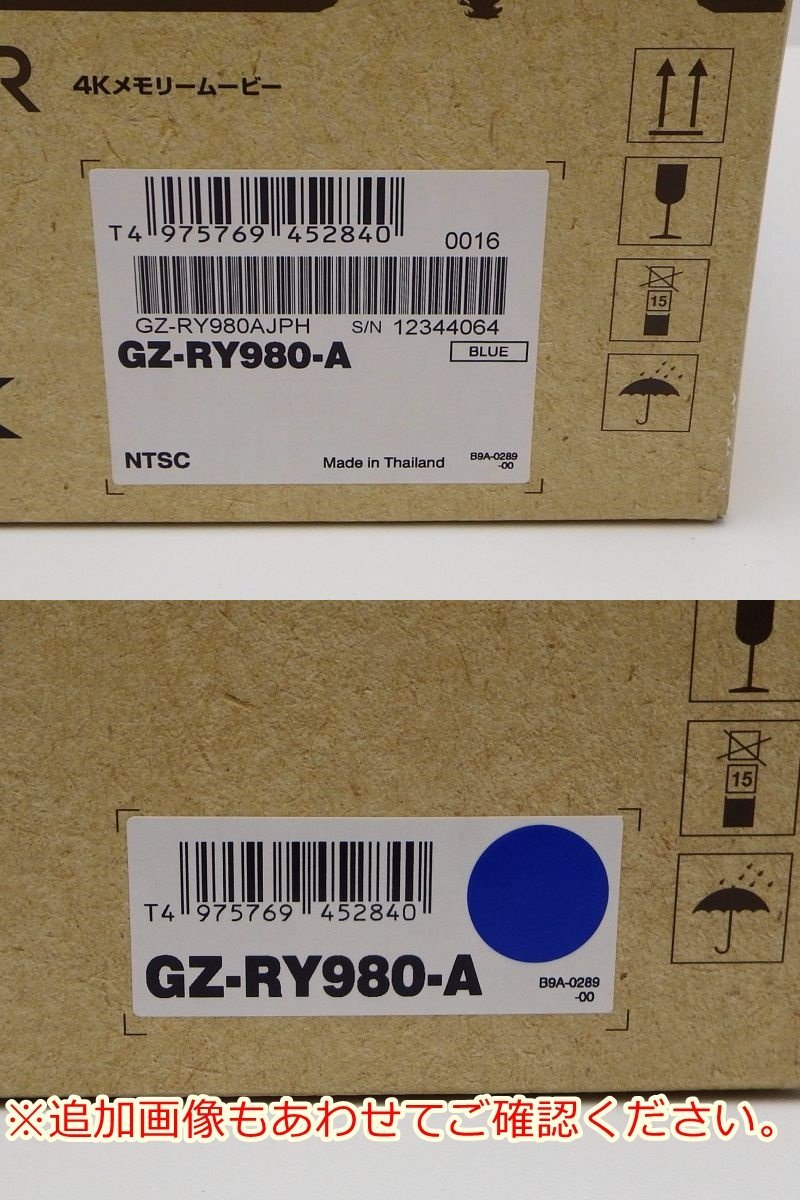 R
4Kメモリームービー
T4 975769 452840
0016
GZ-RY980AJPH S/N 12344064
GZ-RY980-A BLUE
NTSC Made in Thailand B9A-0289
-00
15
15
T4 975769 452840
GZ-RY980-A B9A-0289
-00
※追加画像もあわせてご確認ください。